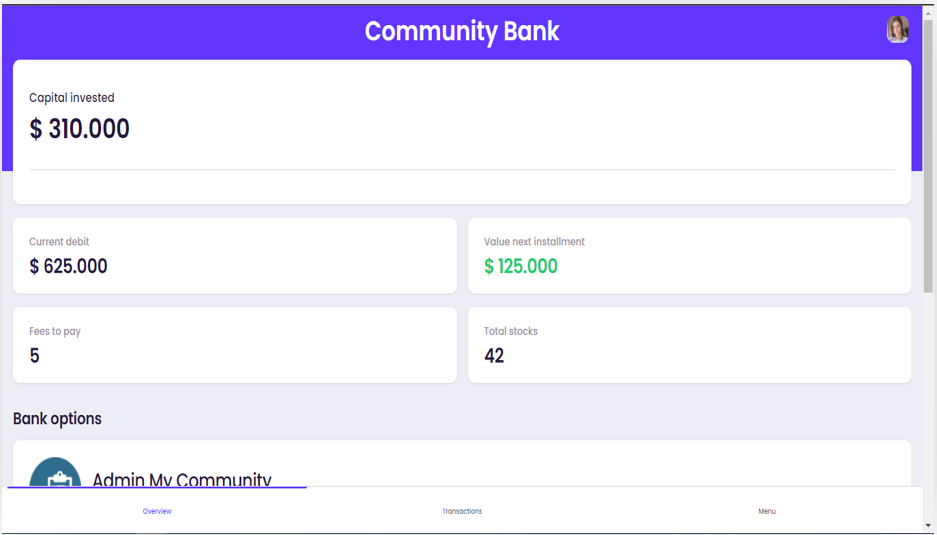 Community Bank
Capital invested
$ 310.000
Current debit
$ 625.000
Value next installment
$ 125.000
Fees to pay
5
Total stocks
42
Bank options
Admin My Community
Overview
Transactions
Menu